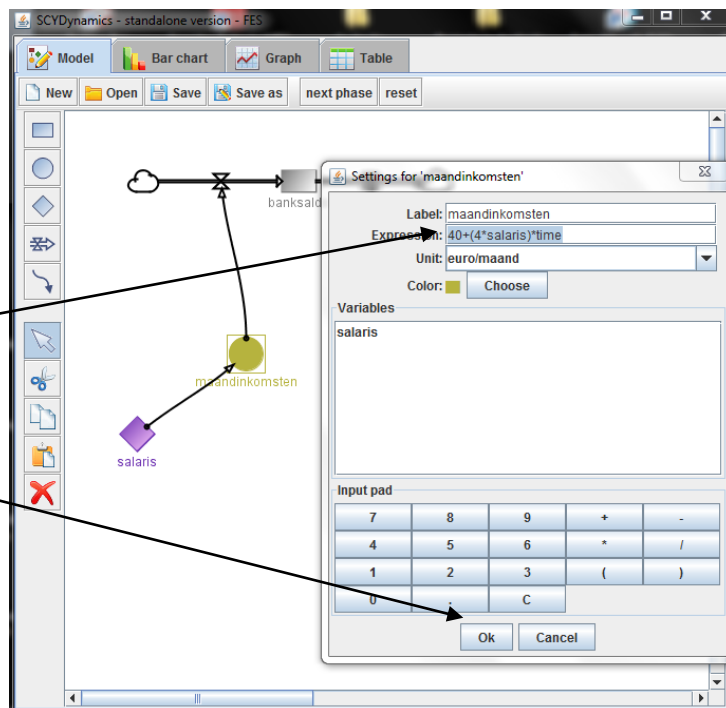 SCYDynamics - standalone version - FES
Model Bar chart Graph Table
New Open Save Save as next phase reset
banksald
maandinkomsten
salaris
Settings for 'maandinkomsten'
Label: maandinkomsten
Expression: 40+(4*salaris)*time
Unit: euro/maand
Color: Choose
Variables
salaris
Input pad
7 8 9 + -
4 5 6 * /
1 2 3 ( )
0 . C
Ok Cancel